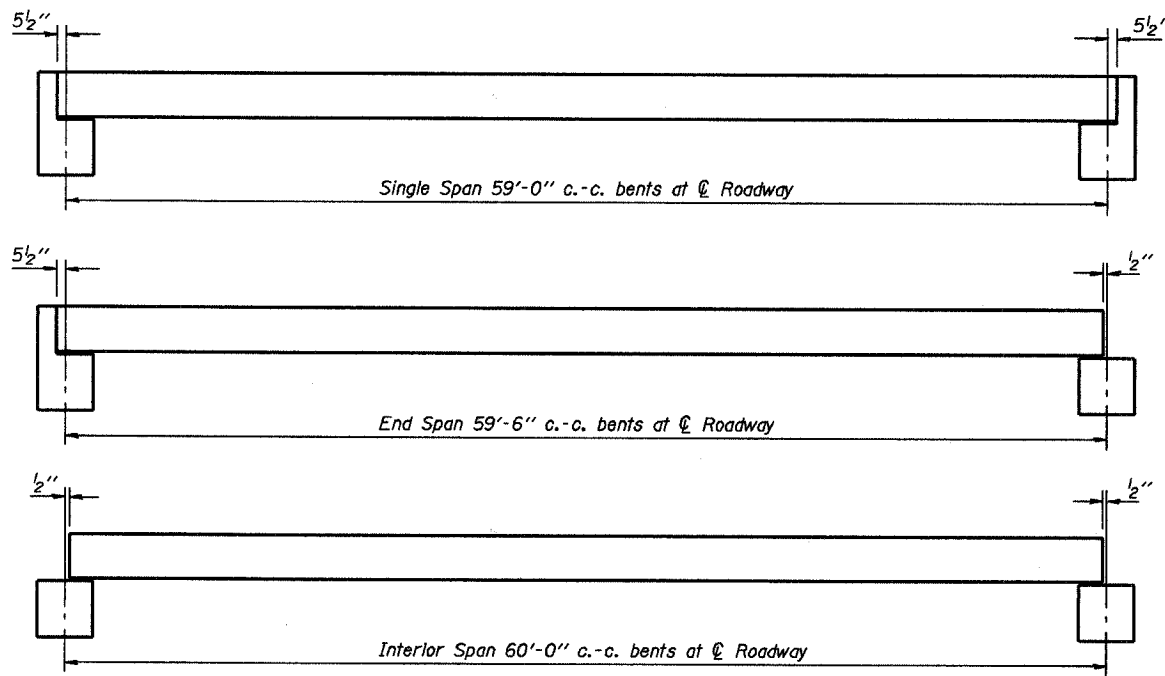 5½"
5½'
Single Span 59'-0" c.-c. bents at ℄ Roadway
5½"
½"
End Span 59'-6" c.-c. bents at ℄ Roadway
½"
½"
Interior Span 60'-0" c.-c. bents at ℄ Roadway